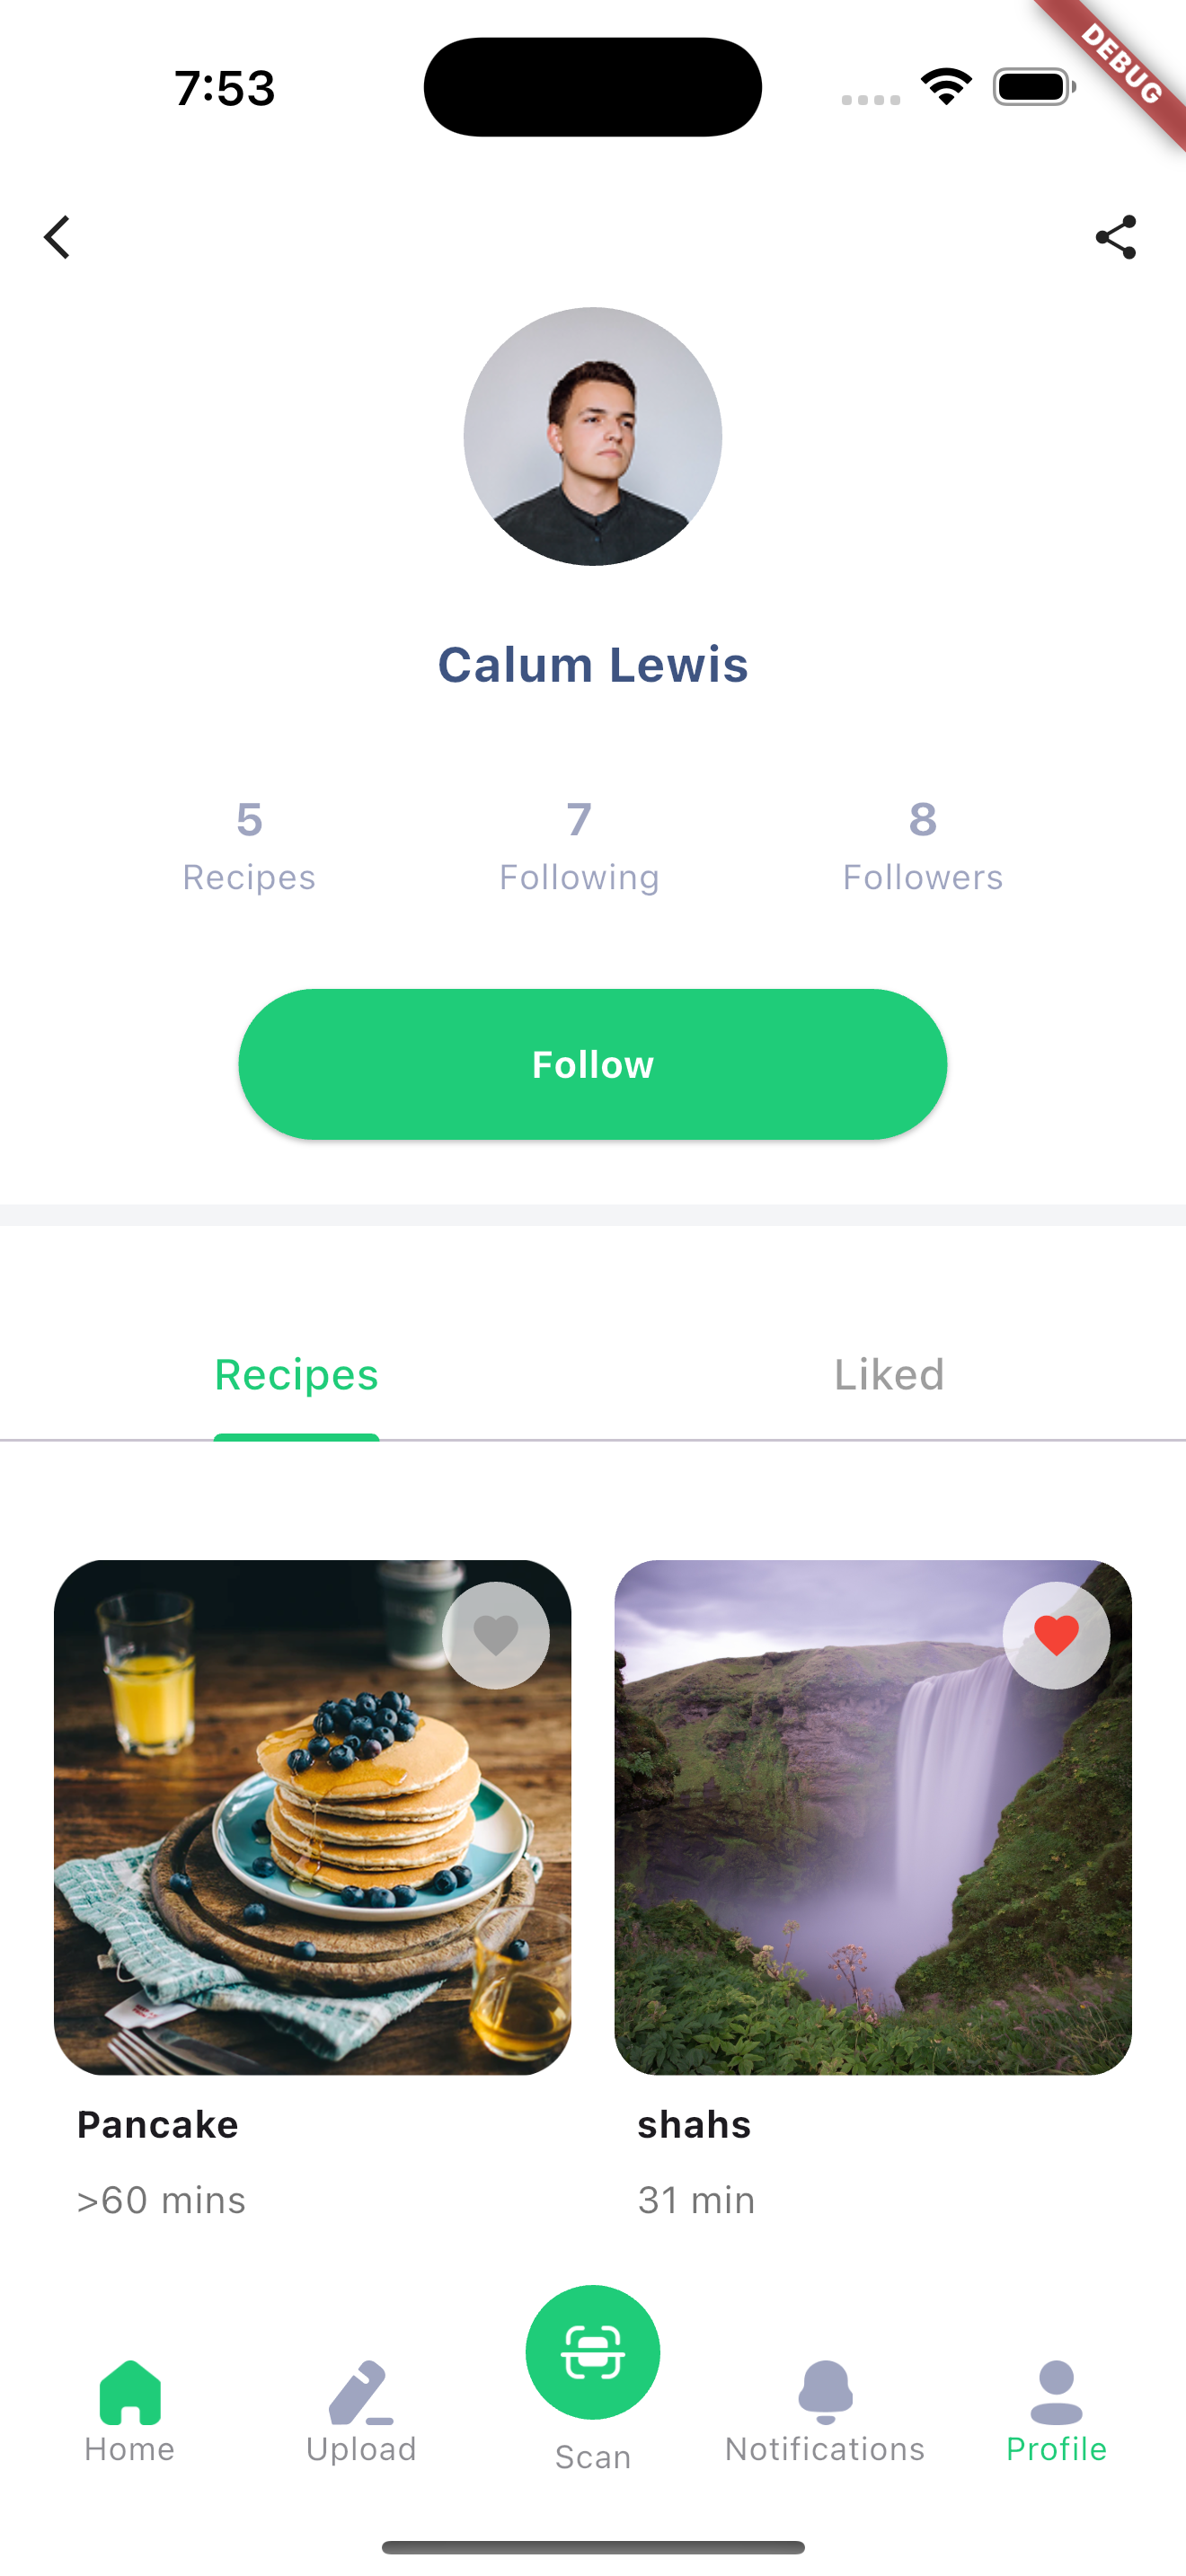 7:53
DEBUG
Calum Lewis
5 7 8
Recipes Following Followers
Follow
Recipes Liked
Pancake shahs
>60 mins 31 min
Home Upload Scan Notifications Profile